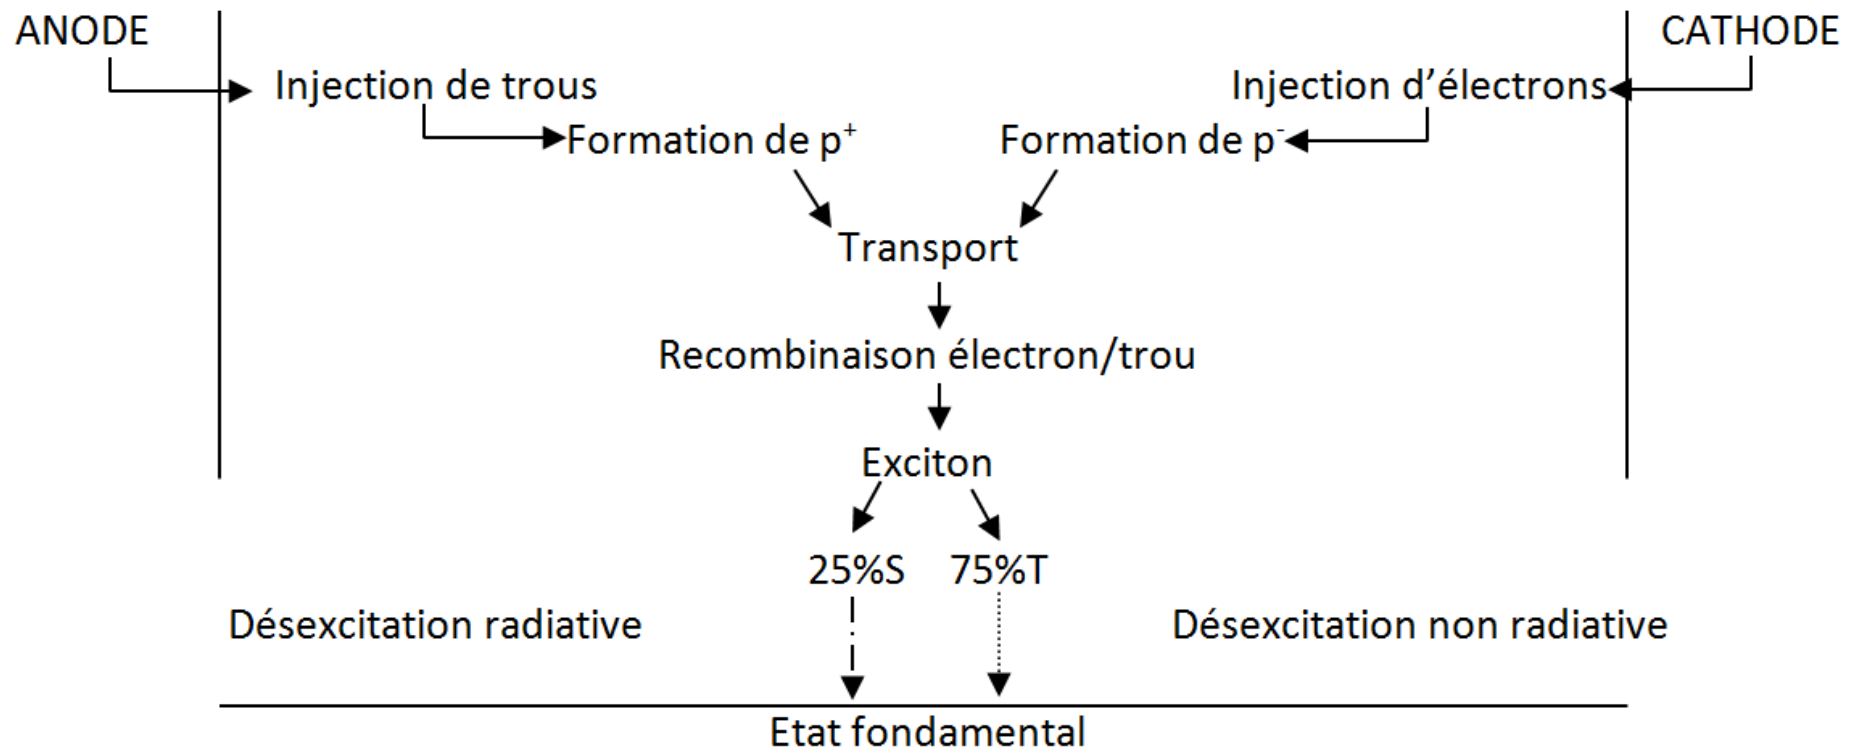 ANODE
CATHODE
Injection de trous
Injection d’électrons
Formation de p⁺
Formation de p⁻
Transport
Recombinaison électron/trou
Exciton
25%S
75%T
Désexcitation radiative
Désexcitation non radiative
Etat fondamental